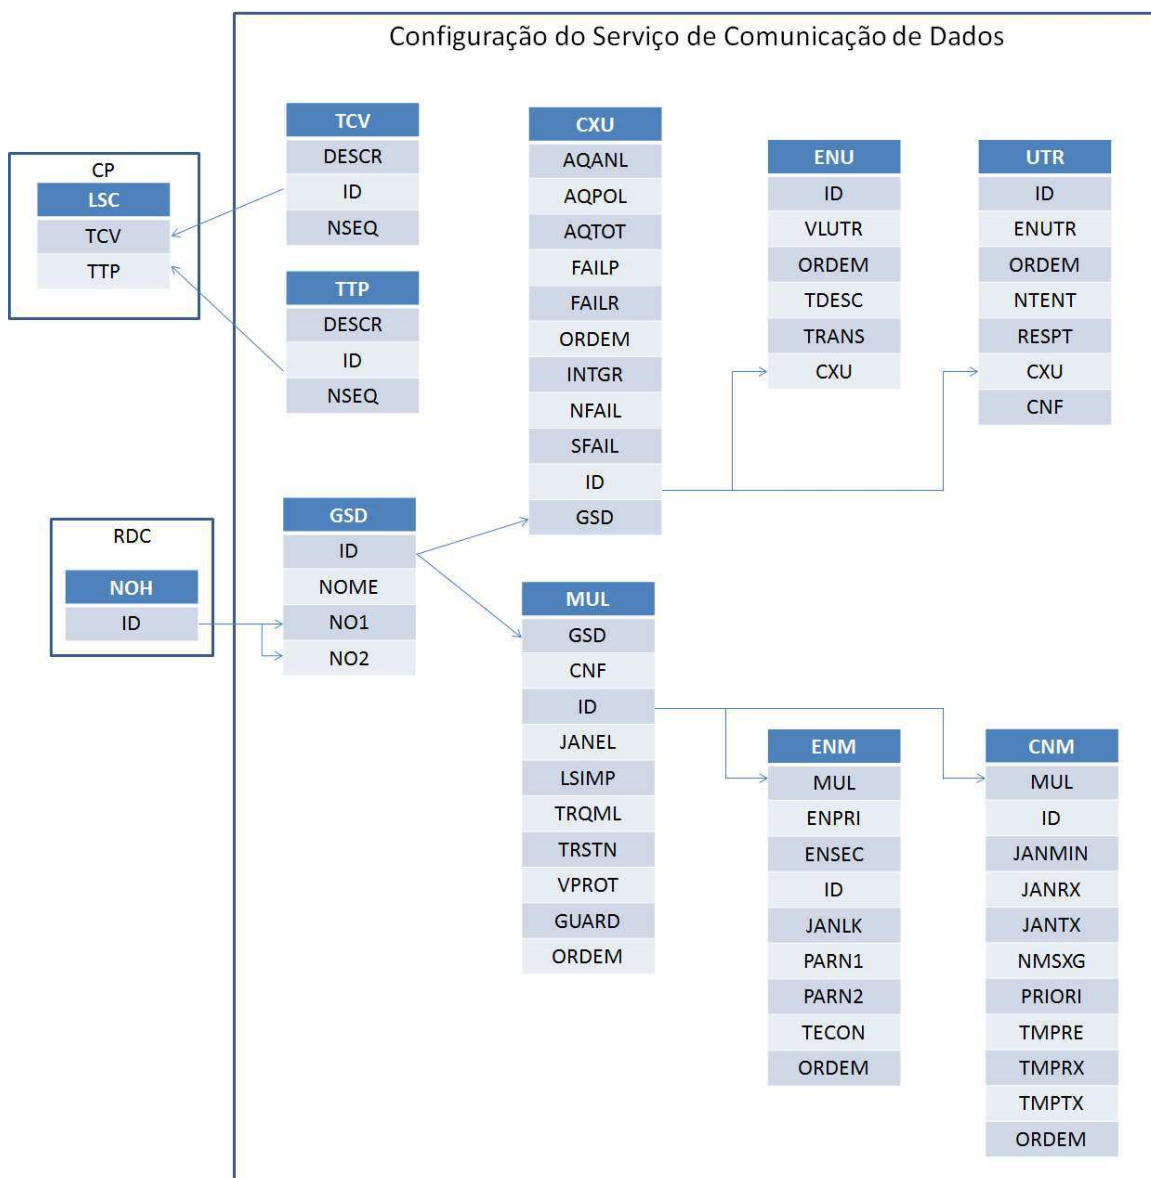 Configuração do Serviço de Comunicação de Dados
CP
LSC
TCV
TTP
TCV
DESCR
ID
NSEQ
TTP
DESCR
ID
NSEQ
CXU
AQANL
AQPOL
AQTOT
FAILP
FAILR
ORDEM
INTGR
NFAIL
SFAIL
ID
GSD
ENU
ID
VLUTR
ORDEM
TDESC
TRANS
CXU
UTR
ID
ENUTR
ORDEM
NTENT
RESPT
CXU
CNF
RDC
NOH
ID
GSD
ID
NOME
NO1
NO2
MUL
GSD
CNF
ID
JANEL
LSIMP
TRQML
TRSTN
VPROT
GUARD
ORDEM
ENM
MUL
ENPRI
ENSEC
ID
JANLK
PARN1
PARN2
TECON
ORDEM
CNM
MUL
ID
JANMIN
JANRX
JANTX
NMSXG
PRIORI
TMPRE
TMPRX
TMPTX
ORDEM